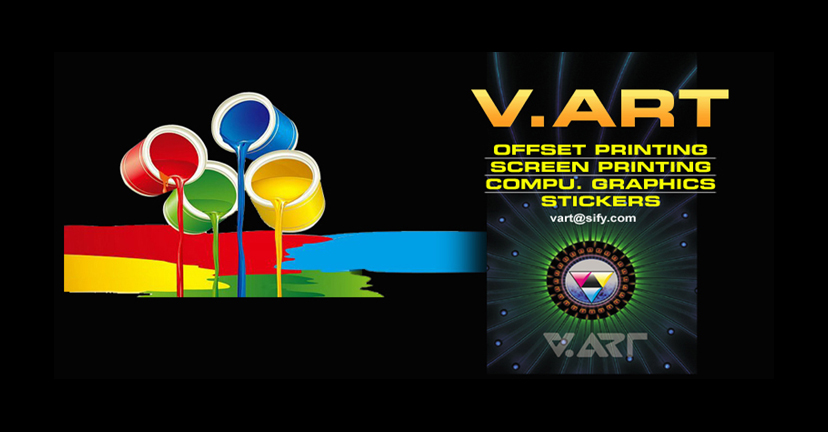 V.ART
OFFSET PRINTING
SCREEN PRINTING
COMPU. GRAPHICS
STICKERS
vart@sify.com
V.ART